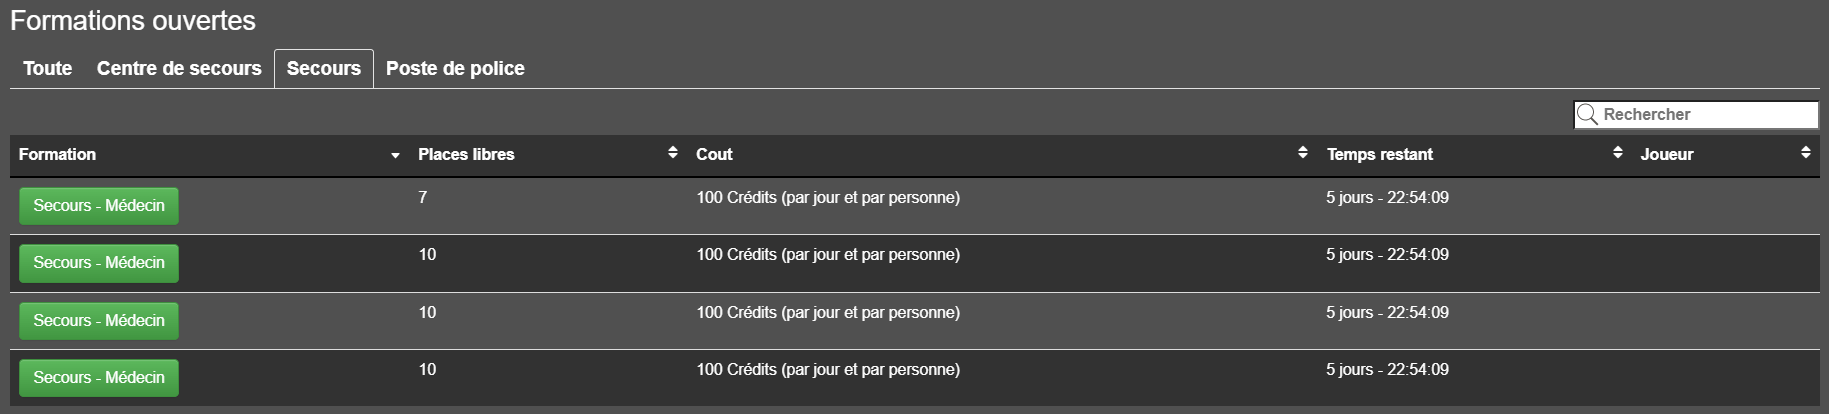 Formations ouvertes
Toute Centre de secours Secours Poste de police
Rechercher
Formation Places libres Cout Temps restant Joueur
Secours - Médecin 7 100 Crédits (par jour et par personne) 5 jours - 22:54:09
Secours - Médecin 10 100 Crédits (par jour et par personne) 5 jours - 22:54:09
Secours - Médecin 10 100 Crédits (par jour et par personne) 5 jours - 22:54:09
Secours - Médecin 10 100 Crédits (par jour et par personne) 5 jours - 22:54:09